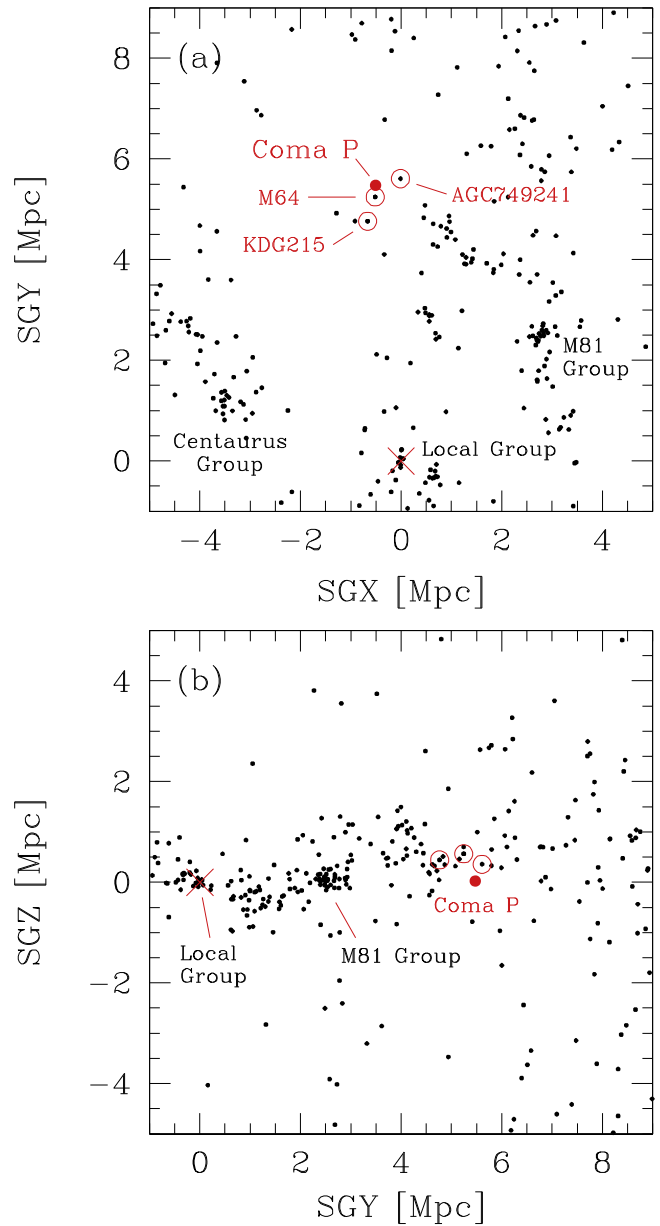 (a)
8
6
4
2
0
SGY [Mpc]
Coma P
M64
AGC749241
KDG215
M81
Group
Centaurus
Group
Local Group
−4 −2 0 2 4
SGX [Mpc]
(b)
4
2
0
−2
−4
SGZ [Mpc]
Coma P
Local
Group
M81 Group
0 2 4 6 8
SGY [Mpc]